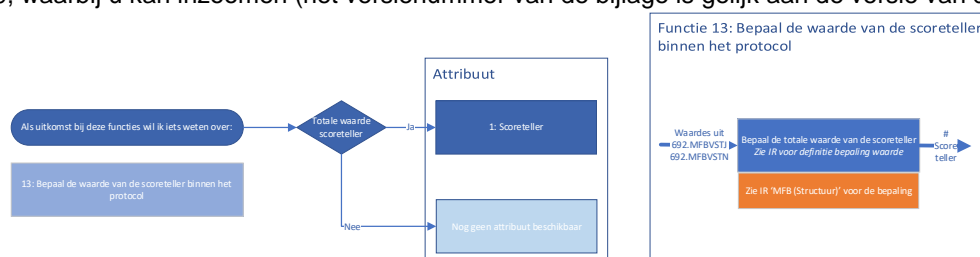 waarbij u kan inzoomen (het versienummer van de bijlage is gelijk aan de versie van
Attribuut
Als uitkomst bij deze functies wil ik iets weten over:
Totale waarde
scoreteller
Ja
1: Scoreteller
13: Bepaal de waarde van de scoreteller binnen het
protocol
Nee
Nog geen attribuut beschikbaar
Functie 13: Bepaal de waarde van de scoreteller
binnen het protocol
Waardes uit
692.MFBVSTJ
692.MFBVSTN
Bepaal de totale waarde van de scoreteller
Zie IR voor definitie bepaling waarde
#
Score
teller
Zie IR 'MFB (Structuur)' voor de bepaling